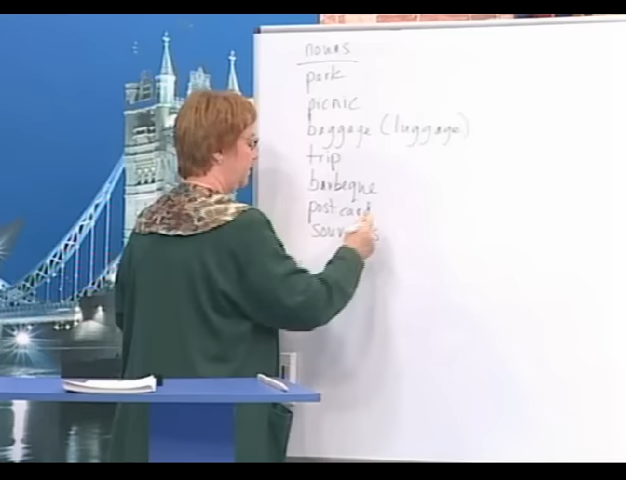 nouns
park
picnic
baggage (luggage)
trip
barbeque
postcard